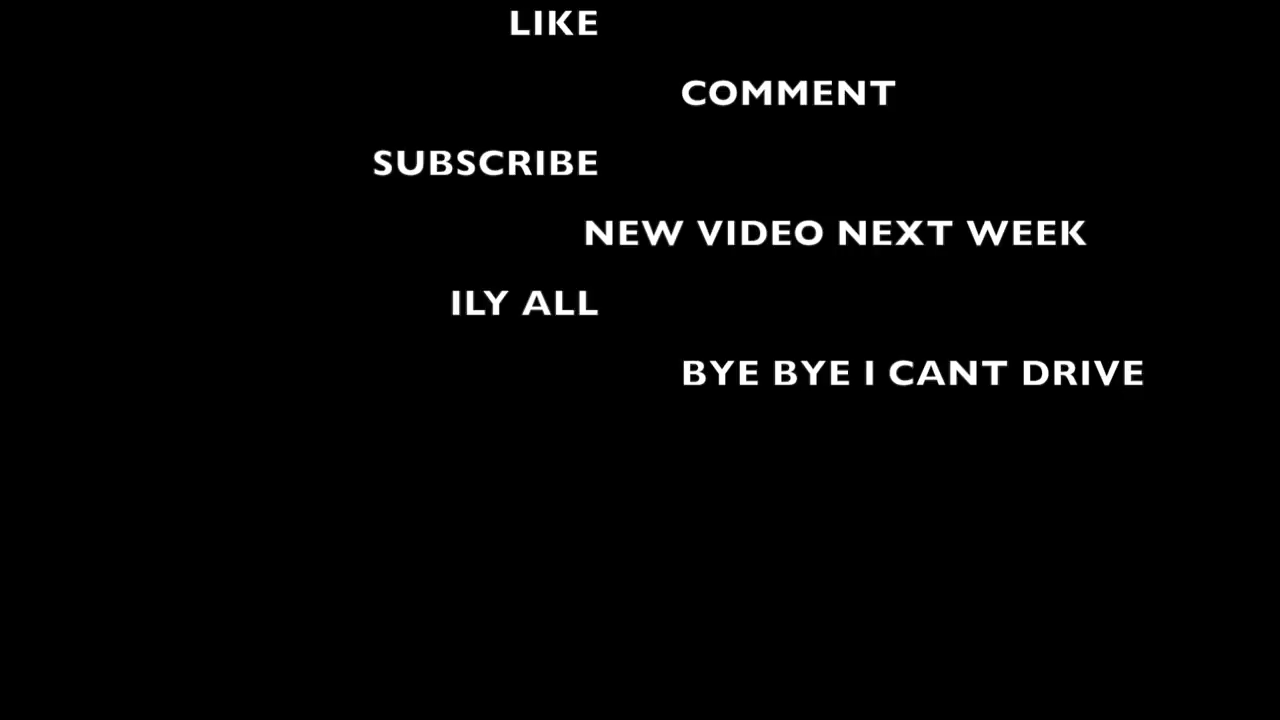 LIKE
COMMENT
SUBSCRIBE
NEW VIDEO NEXT WEEK
ILY ALL
BYE BYE I CANT DRIVE